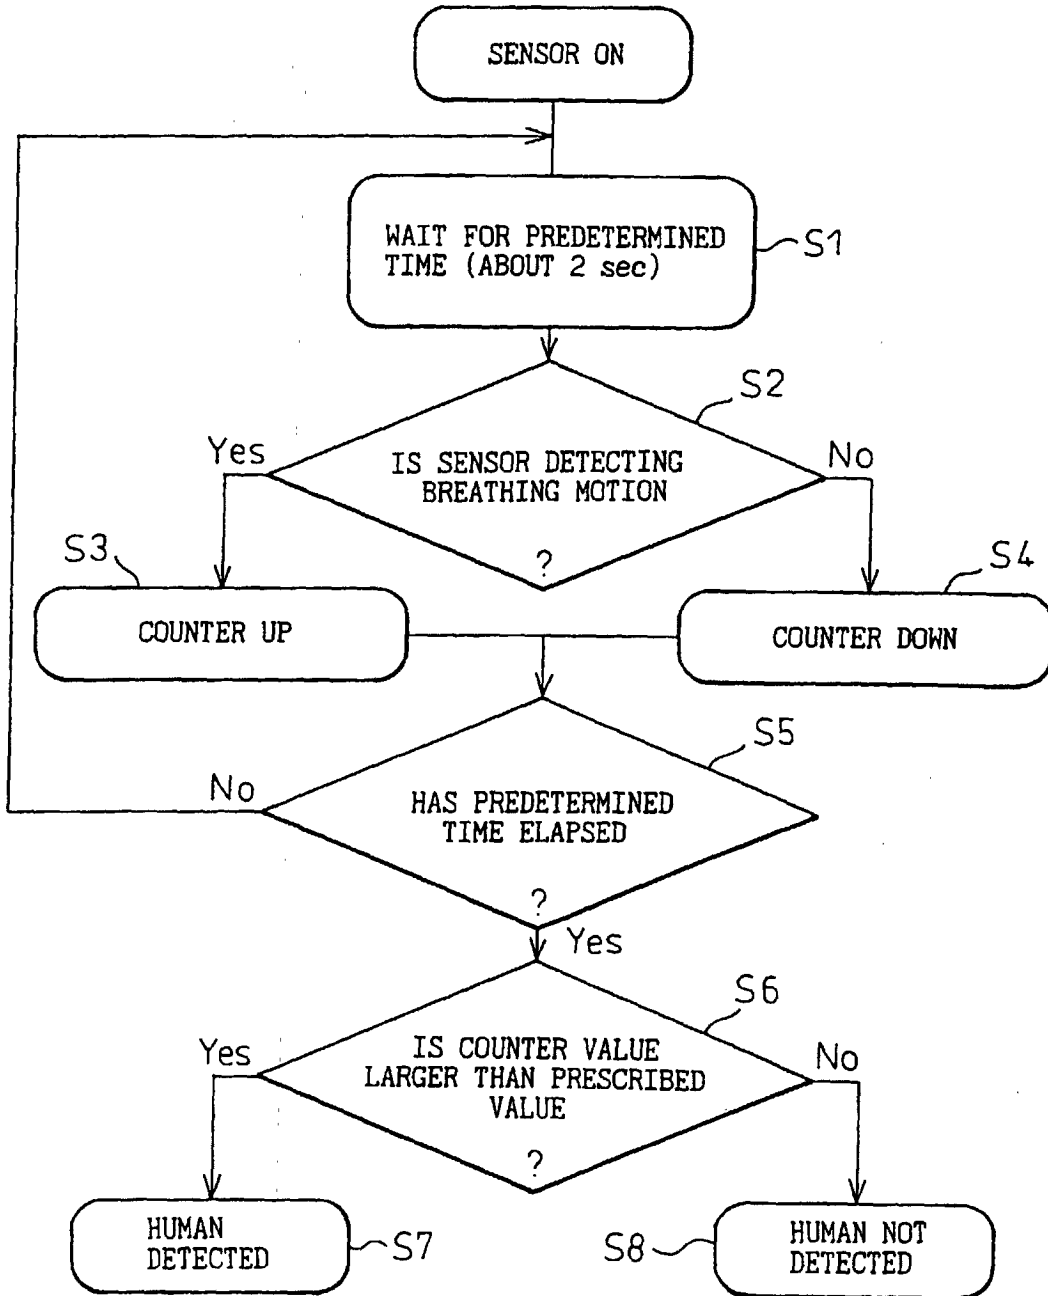 SENSOR ON
WAIT FOR PREDETERMINED
TIME (ABOUT 2 sec)
S1
S2
Yes
No
IS SENSOR DETECTING
BREATHING MOTION
?
S3
S4
COUNTER UP
COUNTER DOWN
S5
No
HAS PREDETERMINED
TIME ELAPSED
?
Yes
S6
Yes
No
IS COUNTER VALUE
LARGER THAN PRESCRIBED
VALUE
?
HUMAN
DETECTED
S7
S8
HUMAN NOT
DETECTED